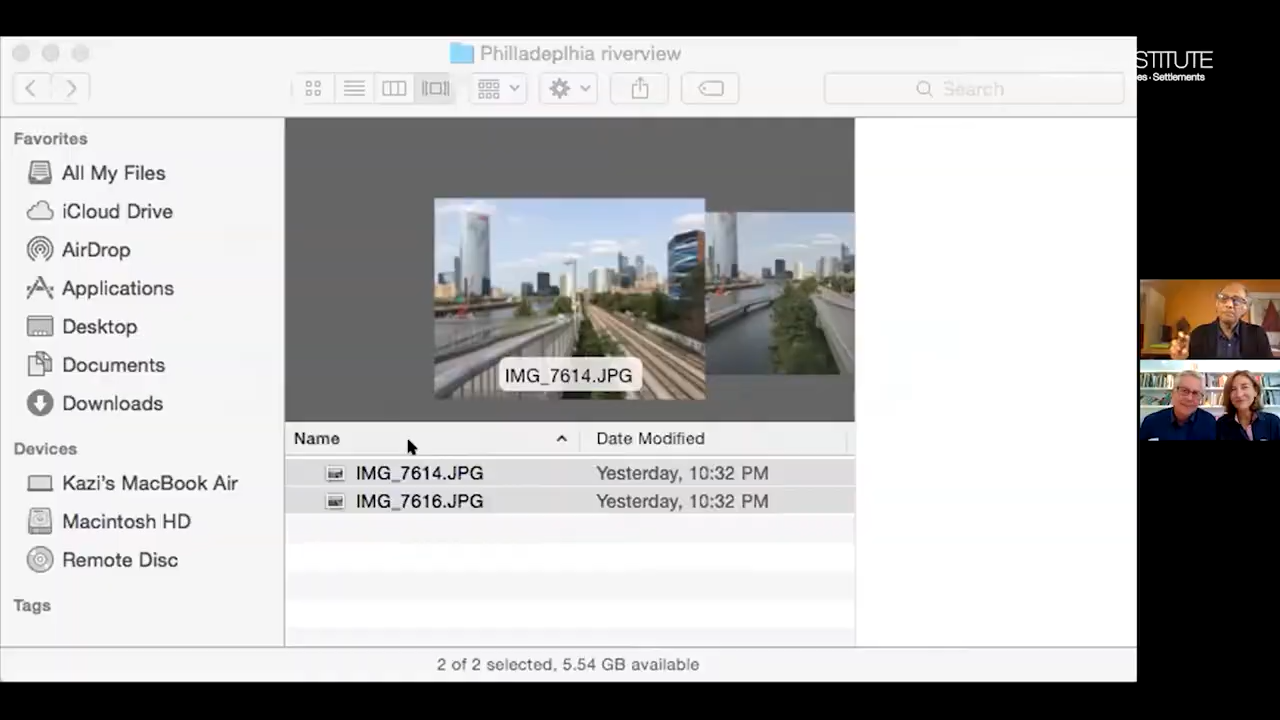 Philladeplhia riverview
STITUTE
es · Settlements
Search
Favorites
All My Files
iCloud Drive
AirDrop
Applications
Desktop
Documents
Downloads
Devices
Kazi's MacBook Air
Macintosh HD
Remote Disc
Tags
IMG_7614.JPG
Name Date Modified
IMG_7614.JPG Yesterday, 10:32 PM
IMG_7616.JPG Yesterday, 10:32 PM
2 of 2 selected, 5.54 GB available